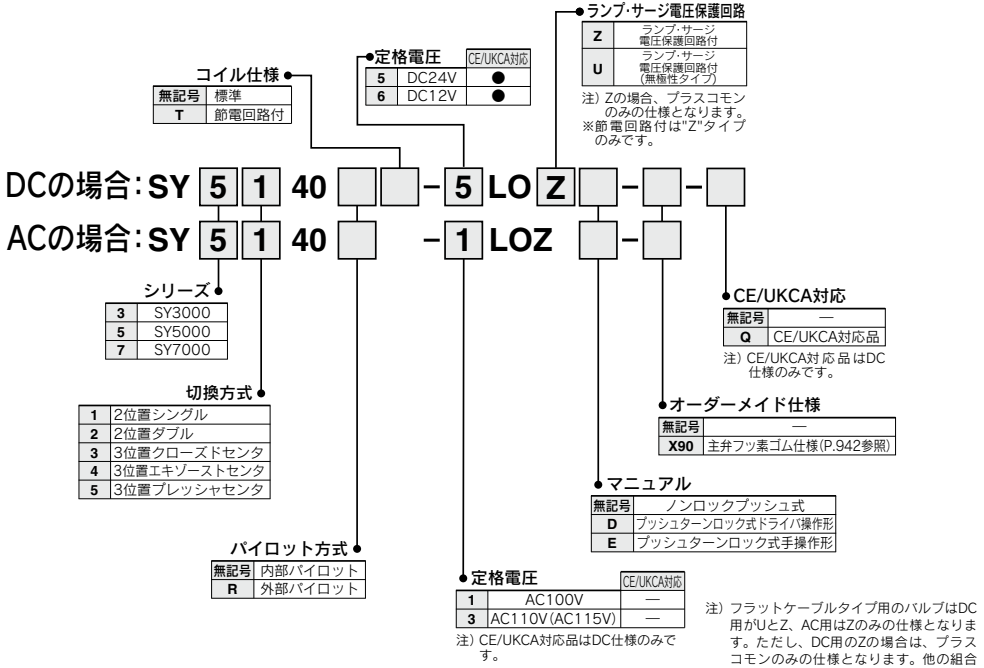 ランプ・サージ電圧保護回路
Z ランプ・サージ
電圧保護回路付
U ランプ・サージ
電圧保護回路付
(無極性タイプ)
注) Zの場合、プラスコモン
のみの仕様となります。
※節電回路付は"Z"タイプ
のみです。
定格電圧 CE/UKCA対応
5 DC24V ●
6 DC12V ●
コイル仕様
無記号 標準
T 節電回路付
DCの場合:SY 5 1 40 □ □ - 5 LO Z □ - □ - □
ACの場合:SY 5 1 40 □ - 1 LOZ □ - □
シリーズ
3 SY3000
5 SY5000
7 SY7000
切換方式
1 2位置シングル
2 2位置ダブル
3 3位置クローズドセンタ
4 3位置エキゾーストセンタ
5 3位置プレッシャセンタ
パイロット方式
無記号 内部パイロット
R 外部パイロット
定格電圧 CE/UKCA対応
1 AC100V —
3 AC110V(AC115V) —
注) CE/UKCA対応品はDC仕様のみで
す。
マニュアル
無記号 ノンロックプッシュ式
D プッシュターンロック式ドライバ操作形
E プッシュターンロック式手操作形
オーダーメイド仕様
無記号 —
X90 主弁フッ素ゴム仕様(P.942参照)
CE/UKCA対応
無記号 —
Q CE/UKCA対応品
注) CE/UKCA対応品はDC
仕様のみです。
注) フラットケーブルタイプ用のバルブはDC
用がUとZ、AC用はZのみの仕様となりま
す。ただし、DC用のZの場合は、プラス
コモンのみの仕様となります。他の組合